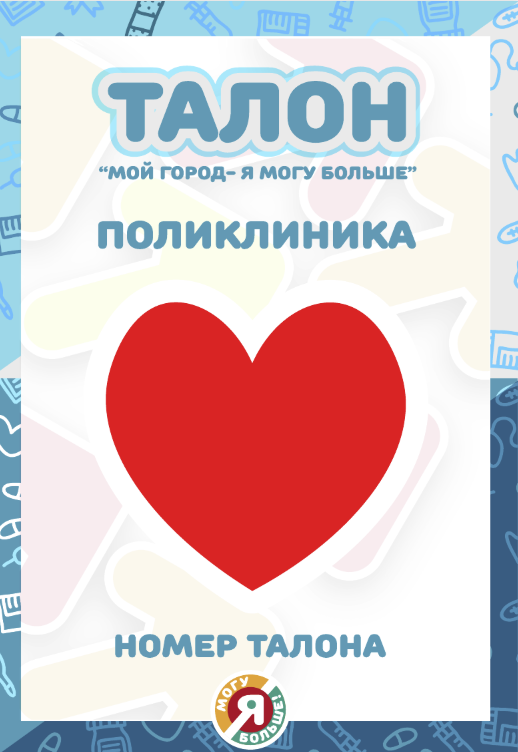 ТАЛОН
“МОЙ ГОРОД- Я МОГУ БОЛЬШЕ”
ПОЛИКЛИНИКА
НОМЕР ТАЛОНА
МОГУ
Я
БОЛЬШЕ!